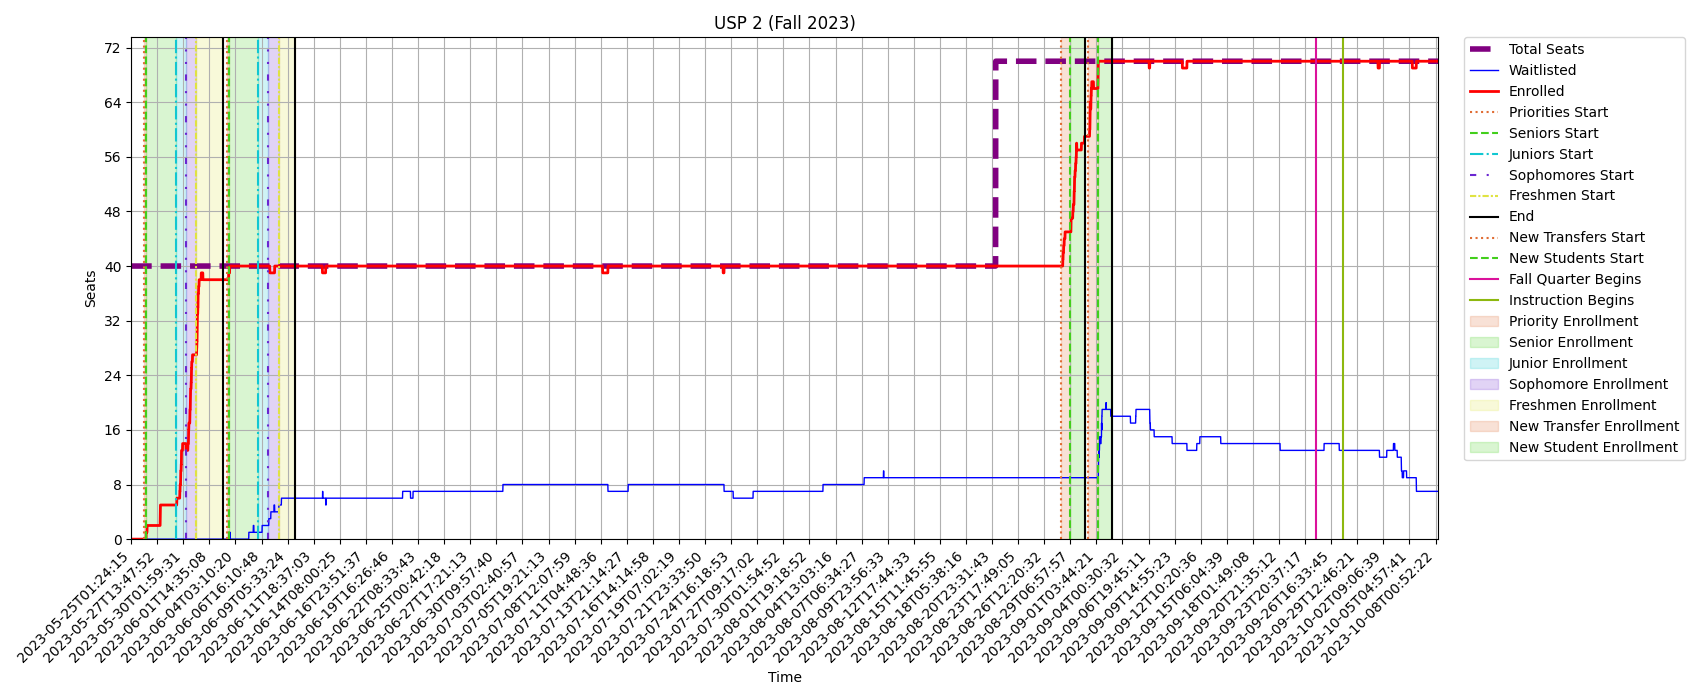 USP 2 (Fall 2023)
Seats
72
64
56
48
40
32
24
16
8
0
2023-05-25T01:24:15
2023-05-27T13:47:52
2023-05-30T01:59:31
2023-06-01T14:35:08
2023-06-04T03:10:20
2023-06-06T16:10:48
2023-06-09T05:33:24
2023-06-11T18:37:03
2023-06-14T08:00:25
2023-06-16T23:51:37
2023-06-19T16:26:46
2023-06-22T08:33:43
2023-06-25T00:42:18
2023-06-27T17:21:13
2023-06-30T09:57:40
2023-07-03T02:40:57
2023-07-05T19:21:13
2023-07-08T12:07:59
2023-07-11T04:48:36
2023-07-13T21:14:27
2023-07-16T14:14:58
2023-07-19T07:02:19
2023-07-21T23:33:50
2023-07-24T16:18:53
2023-07-27T09:17:02
2023-07-30T01:54:52
2023-08-01T19:18:52
2023-08-04T13:03:16
2023-08-07T06:34:27
2023-08-09T23:56:33
2023-08-12T17:44:33
2023-08-15T11:45:55
2023-08-18T05:38:16
2023-08-20T23:31:43
2023-08-23T17:49:05
2023-08-26T12:20:32
2023-08-29T06:57:57
2023-09-01T03:44:21
2023-09-04T00:30:32
2023-09-06T19:45:11
2023-09-09T14:55:23
2023-09-12T10:20:36
2023-09-15T06:04:39
2023-09-18T01:49:08
2023-09-20T21:35:12
2023-09-23T20:37:17
2023-09-26T16:33:45
2023-09-29T12:46:21
2023-10-02T09:06:39
2023-10-05T04:57:41
2023-10-08T00:52:22
Time
Total Seats
Waitlisted
Enrolled
Priorities Start
Seniors Start
Juniors Start
Sophomores Start
Freshmen Start
End
New Transfers Start
New Students Start
Fall Quarter Begins
Instruction Begins
Priority Enrollment
Senior Enrollment
Junior Enrollment
Sophomore Enrollment
Freshmen Enrollment
New Transfer Enrollment
New Student Enrollment